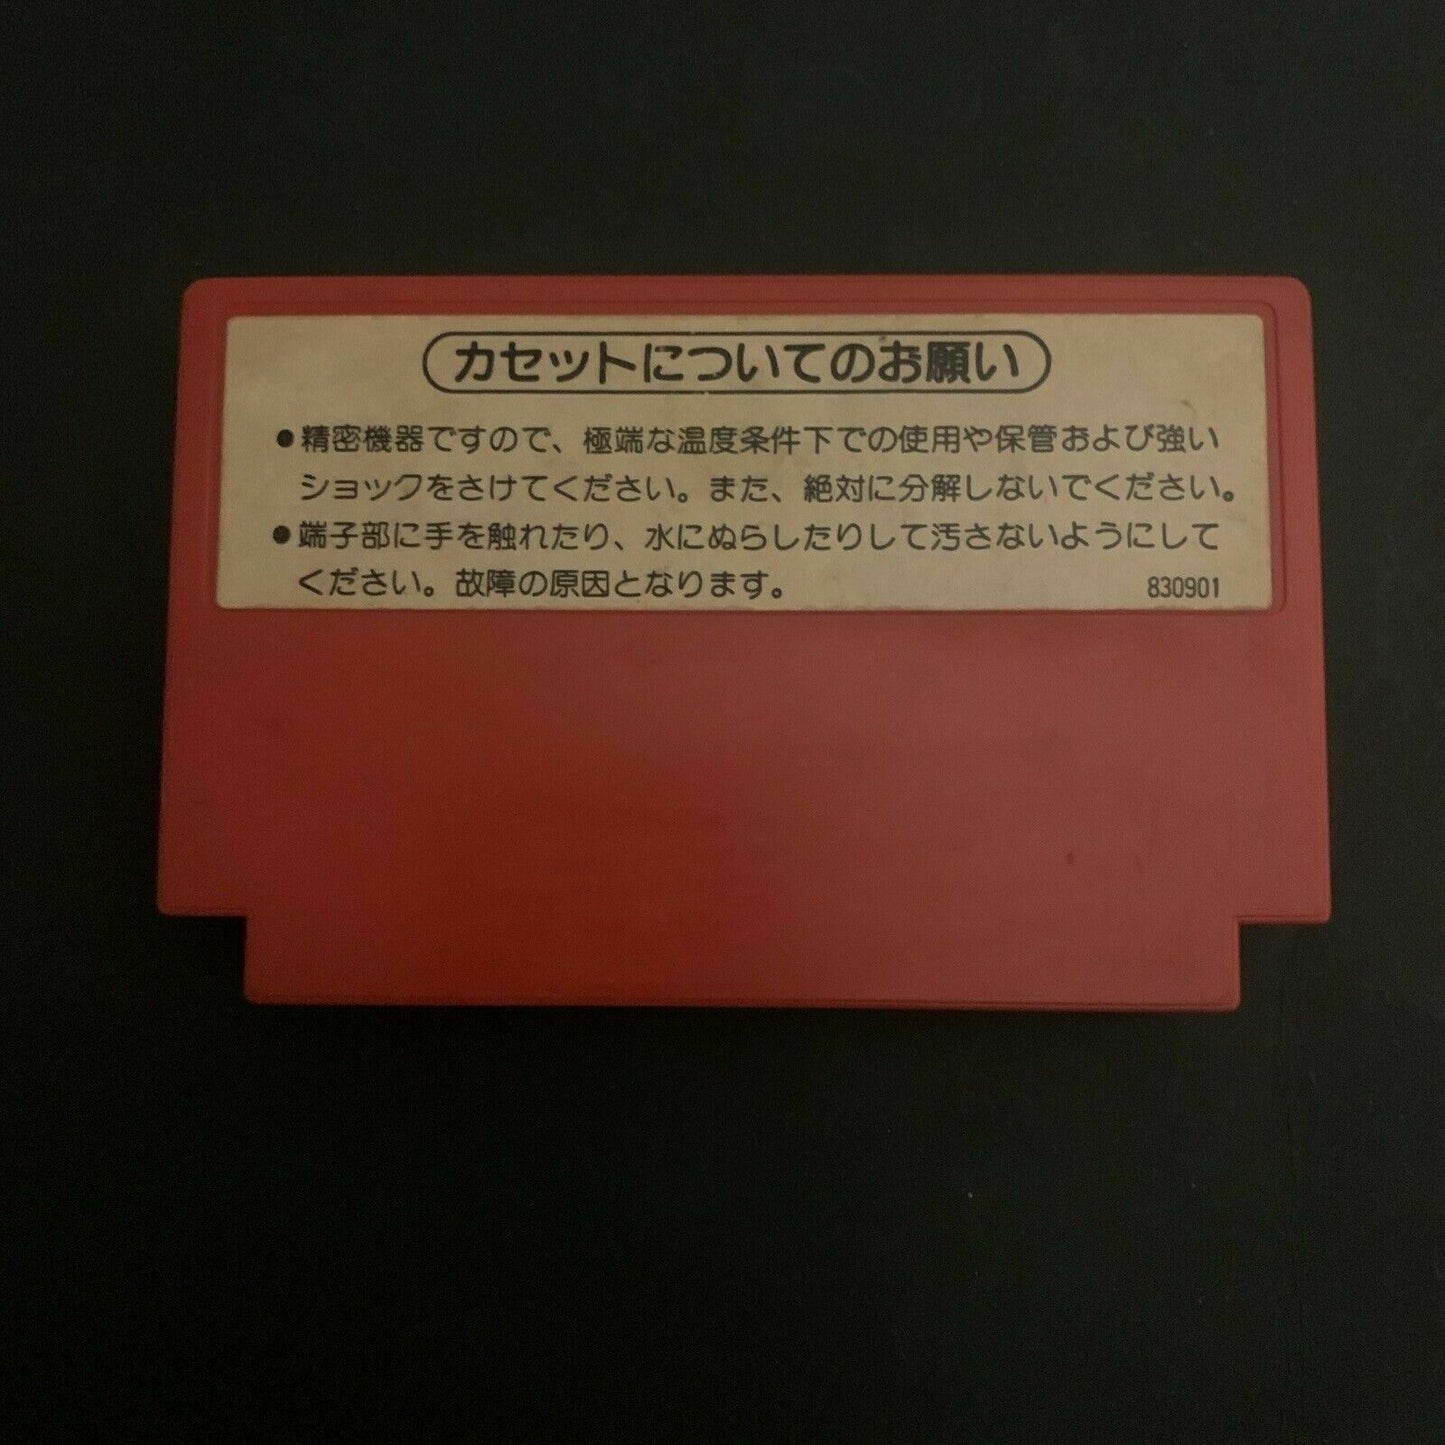 カセットについてのお願い
●精密機器ですので、極端な温度条件下での使用や保管および強い
ショックをさけてください。また、絶対に分解しないでください。
●端子部に手を触れたり、水にぬらしたりして汚さないようにして
ください。故障の原因となります。 830901